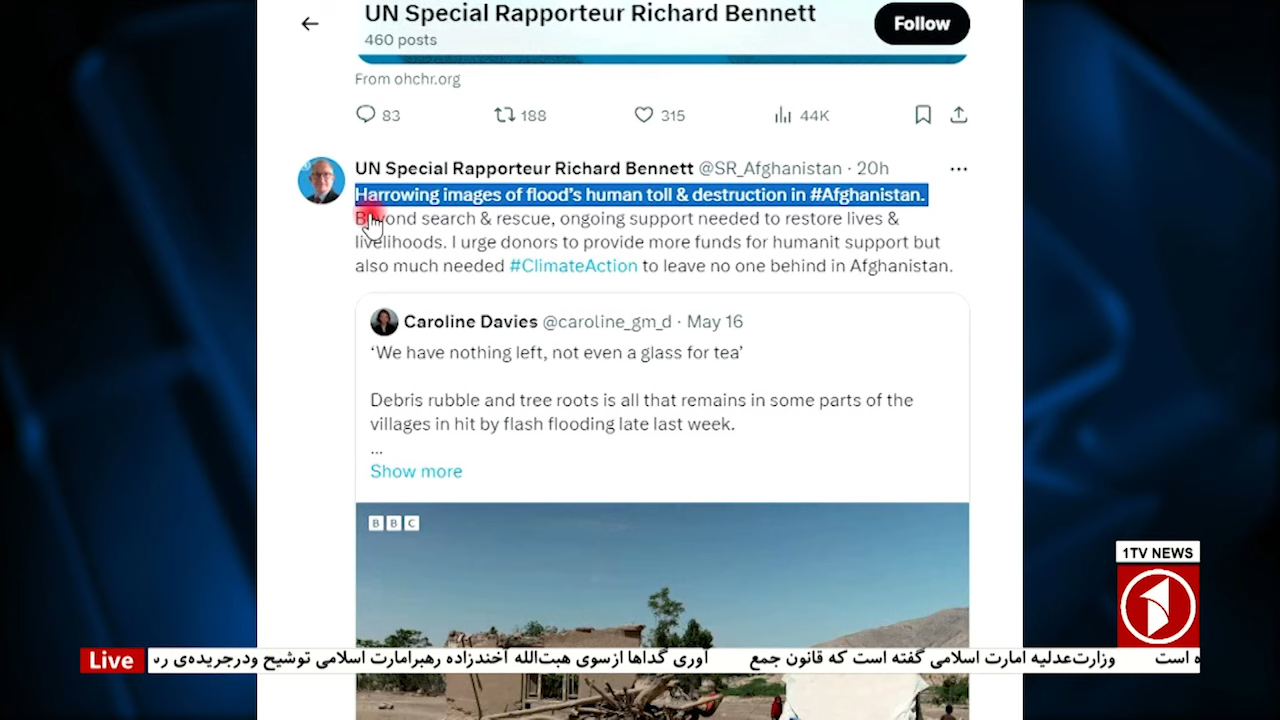 UN Special Rapporteur Richard Bennett
460 posts
Follow
From ohchr.org
83
188
315
44K
UN Special Rapporteur Richard Bennett @SR_Afghanistan · 20h
Harrowing images of flood's human toll & destruction in #Afghanistan.
Beyond search & rescue, ongoing support needed to restore lives &
livelihoods. I urge donors to provide more funds for humanit support but
also much needed #ClimateAction to leave no one behind in Afghanistan.
Caroline Davies @caroline_gm_d · May 16
‘We have nothing left, not even a glass for tea’
Debris rubble and tree roots is all that remains in some parts of the
villages in hit by flash flooding late last week.
...
Show more
BBC
1TV NEWS
Live
است وزارت‌عدلیه امارت اسلامی گفته است که قانون جمع آوری گداها ازسوی هبت‌الله آخندزاده رهبرامارت اسلامی توشیح ودرجریده‌ی